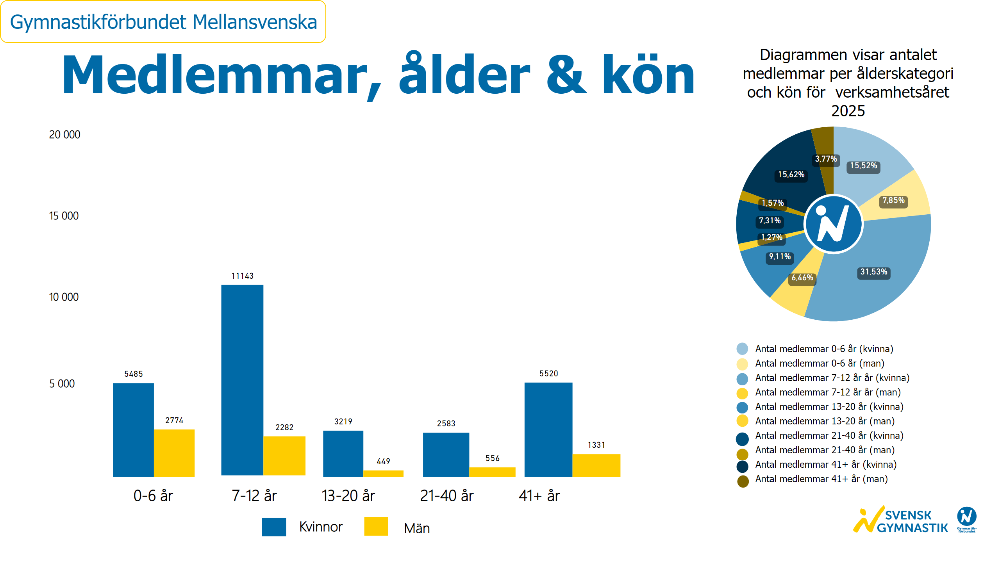 Gymnastikförbundet Mellansvenska
Medlemmar, ålder & kön
Diagrammen visar antalet
medlemmar per ålderskategori
och kön för  verksamhetsåret
2025
20 000
15 000
10 000
5 000
5485
2774
11143
2282
3219
449
2583
556
5520
1331
0-6 år
7-12 år
13-20 år
21-40 år
41+ år
Kvinnor
Män
3,77%
15,52%
15,62%
7,85%
1,57%
7,31%
1,27%
9,11%
31,53%
6,46%
Antal medlemmar 0-6 år (kvinna)
Antal medlemmar 0-6 år (man)
Antal medlemmar 7-12 år år (kvinna)
Antal medlemmar 7-12 år år (man)
Antal medlemmar 13-20 år (kvinna)
Antal medlemmar 13-20 år (man)
Antal medlemmar 21-40 år (kvinna)
Antal medlemmar 21-40 år (man)
Antal medlemmar 41+ år (kvinna)
Antal medlemmar 41+ år (man)
SVENSK
GYMNASTIK
Gymnastik-
förbundet